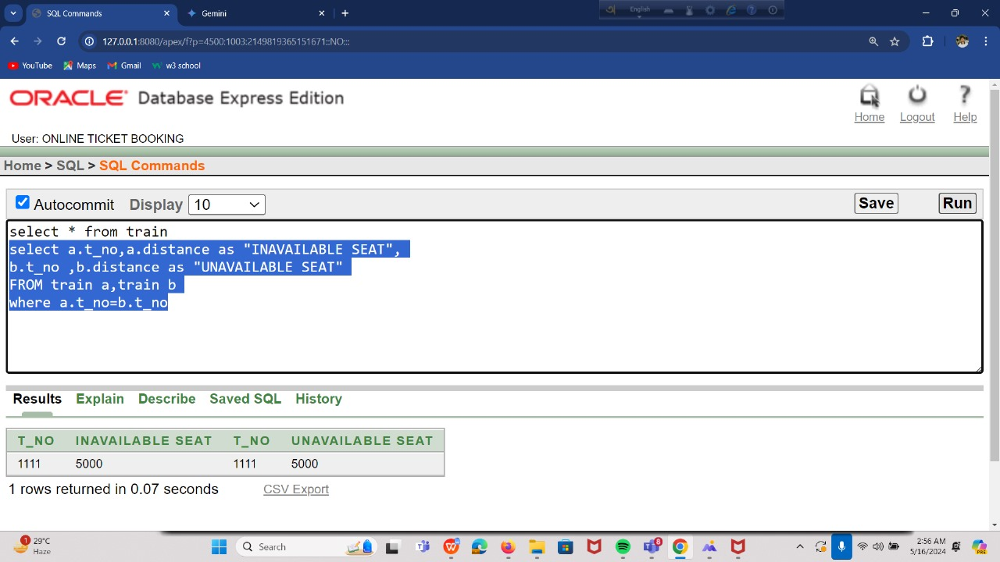 SQL Commands
Gemini
English
127.0.0.1:8080/apex/f?p=4500:1003:2149819365151671::NO:::
YouTube
Maps
Gmail
w3 school
ORACLE Database Express Edition
Home
Logout
Help
User: ONLINE TICKET BOOKING
Home > SQL > SQL Commands
Autocommit
Display
10
Save
Run
select * from train
select a.t_no,a.distance as "INAVAILABLE SEAT",
b.t_no ,b.distance as "UNAVAILABLE SEAT"
FROM train a,train b
where a.t_no=b.t_no
Results
Explain
Describe
Saved SQL
History
T_NO INAVAILABLE SEAT T_NO UNAVAILABLE SEAT
1111 5000 1111 5000
1 rows returned in 0.07 seconds
CSV Export
1
29°C
Haze
Search
8
2:56 AM
5/16/2024
PRE